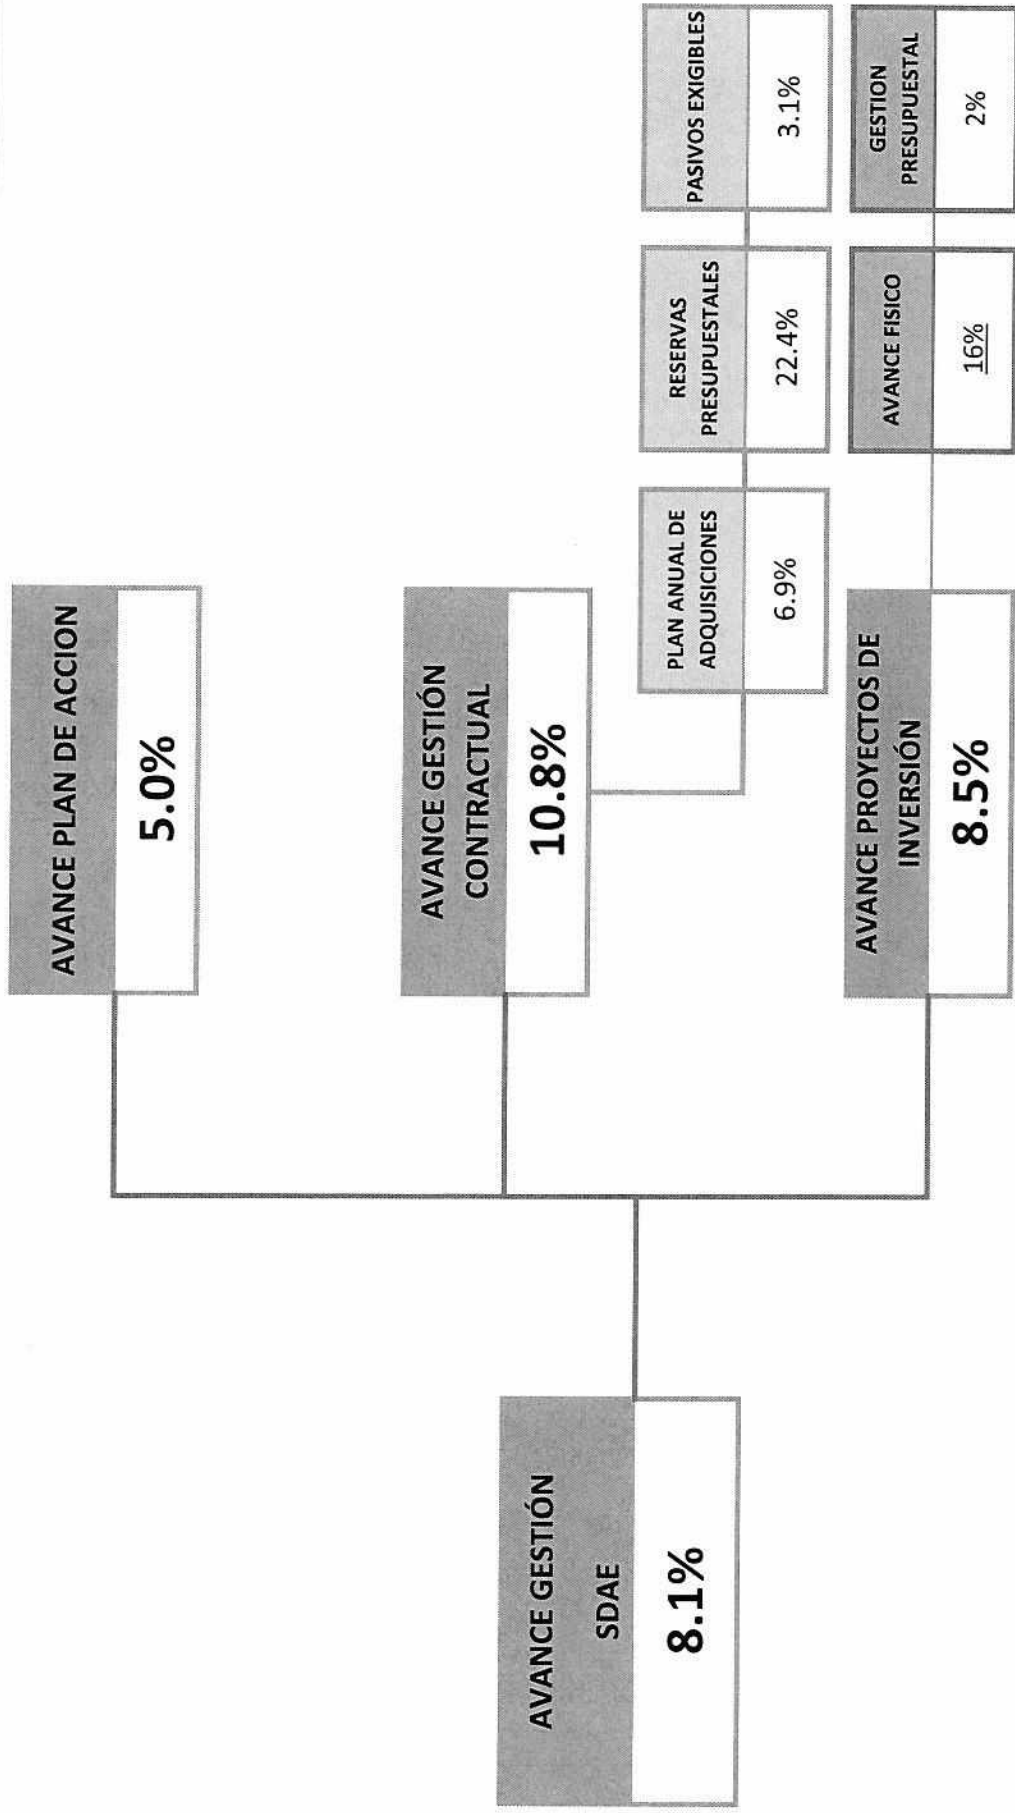 AVANCE GESTIÓN
SDAE
8.1%
AVANCE PLAN DE ACCION
5.0%
AVANCE GESTIÓN
CONTRACTUAL
10.8%
PLAN ANUAL DE
ADQUISICIONES
6.9%
RESERVAS
PRESUPUESTALES
22.4%
PASIVOS EXIGIBLES
3.1%
AVANCE PROYECTOS DE
INVERSIÓN
8.5%
AVANCE FISICO
16%
GESTION
PRESUPUESTAL
2%